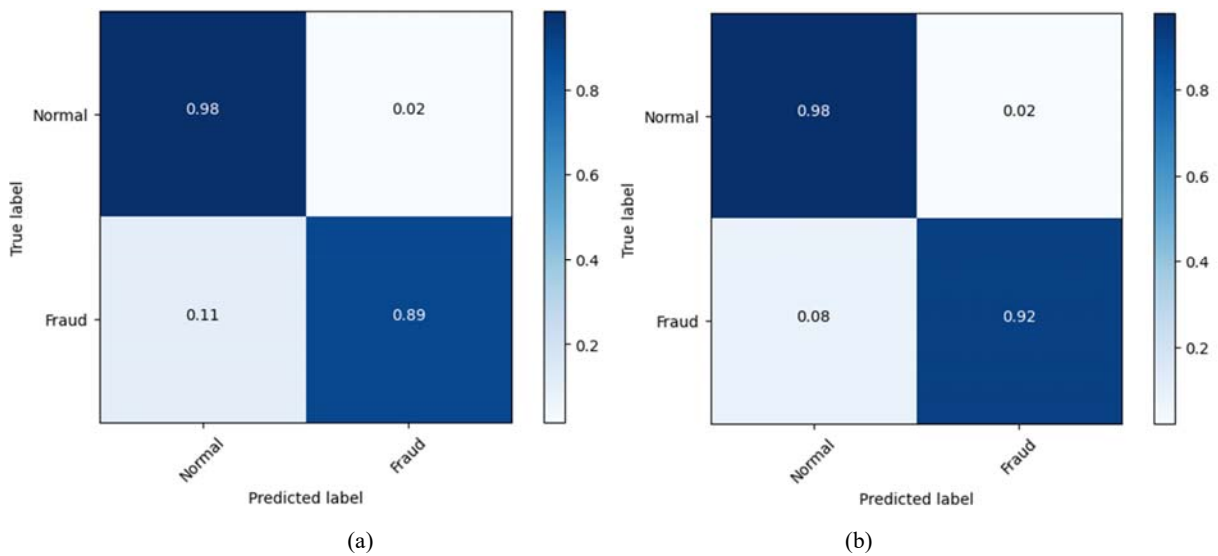 0.8
0.6
0.4
0.2
Normal
0.98
0.02
Fraud
0.11
0.89
True label
Normal
Fraud
Predicted label
(a)
0.8
0.6
0.4
0.2
Normal
0.98
0.02
Fraud
0.08
0.92
True label
Normal
Fraud
Predicted label
(b)